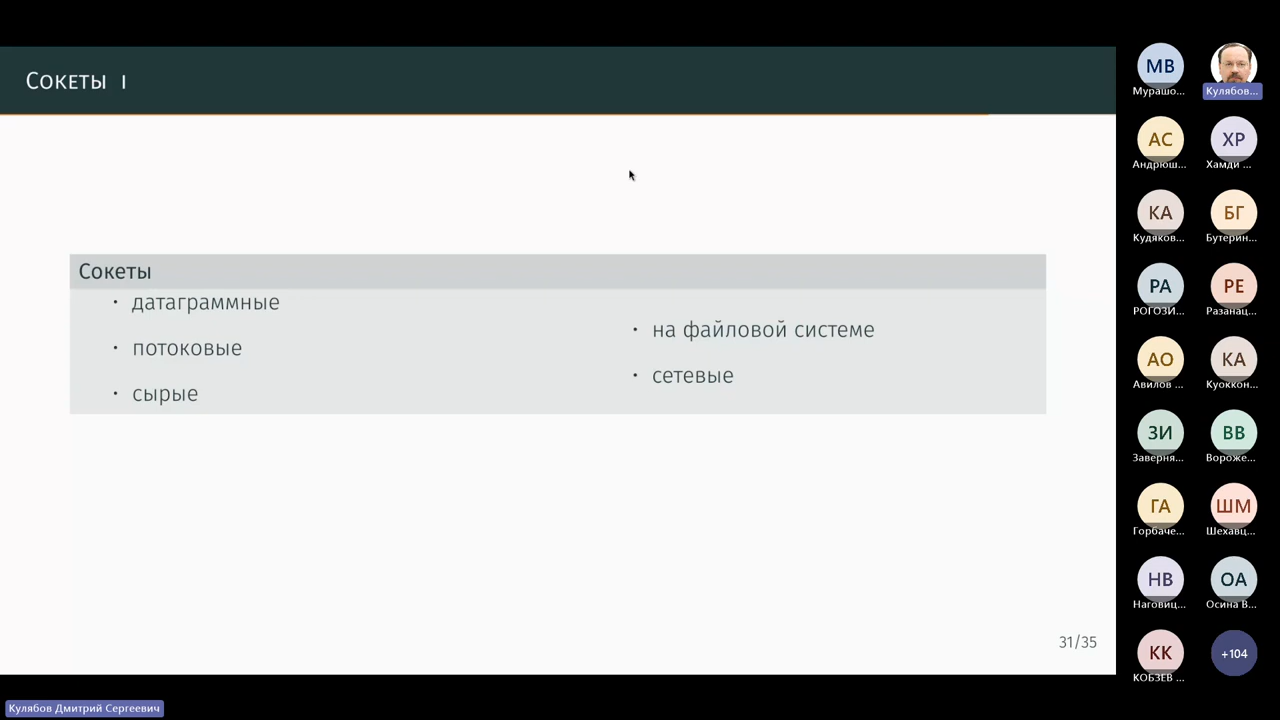 Сокеты I
Сокеты
· датаграммные
· потоковые
· сырые
· на файловой системе
· сетевые
31/35
МВ
Мурашо...
Кулябов...
АС
Андрюш...
ХР
Хамди ...
КА
Кудяков...
БГ
Бутерин...
РА
РОГОЗИ...
РЕ
Разанац...
АО
Авилов ...
КА
Куоккон...
ЗИ
Заверня...
ВВ
Вороже...
ГА
Горбаче...
ШМ
Шехавц...
НВ
Наговиц...
ОА
Осина В...
КК
КОБЗЕВ ...
+104
Кулябов Дмитрий Сергеевич